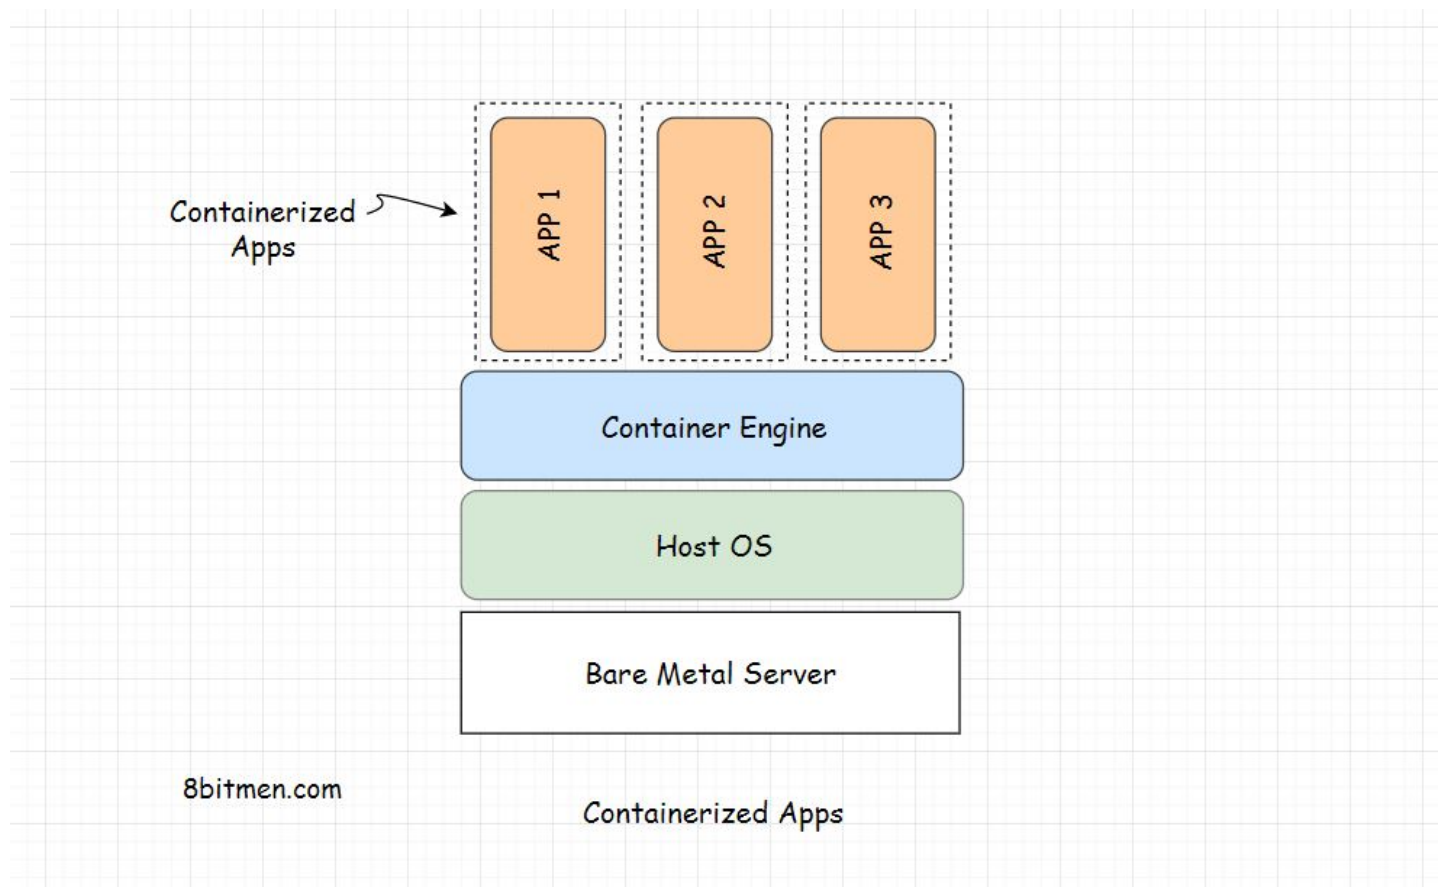 Containerized
Apps
APP 1
APP 2
APP 3
Container Engine
Host OS
Bare Metal Server
8bitmen.com
Containerized Apps